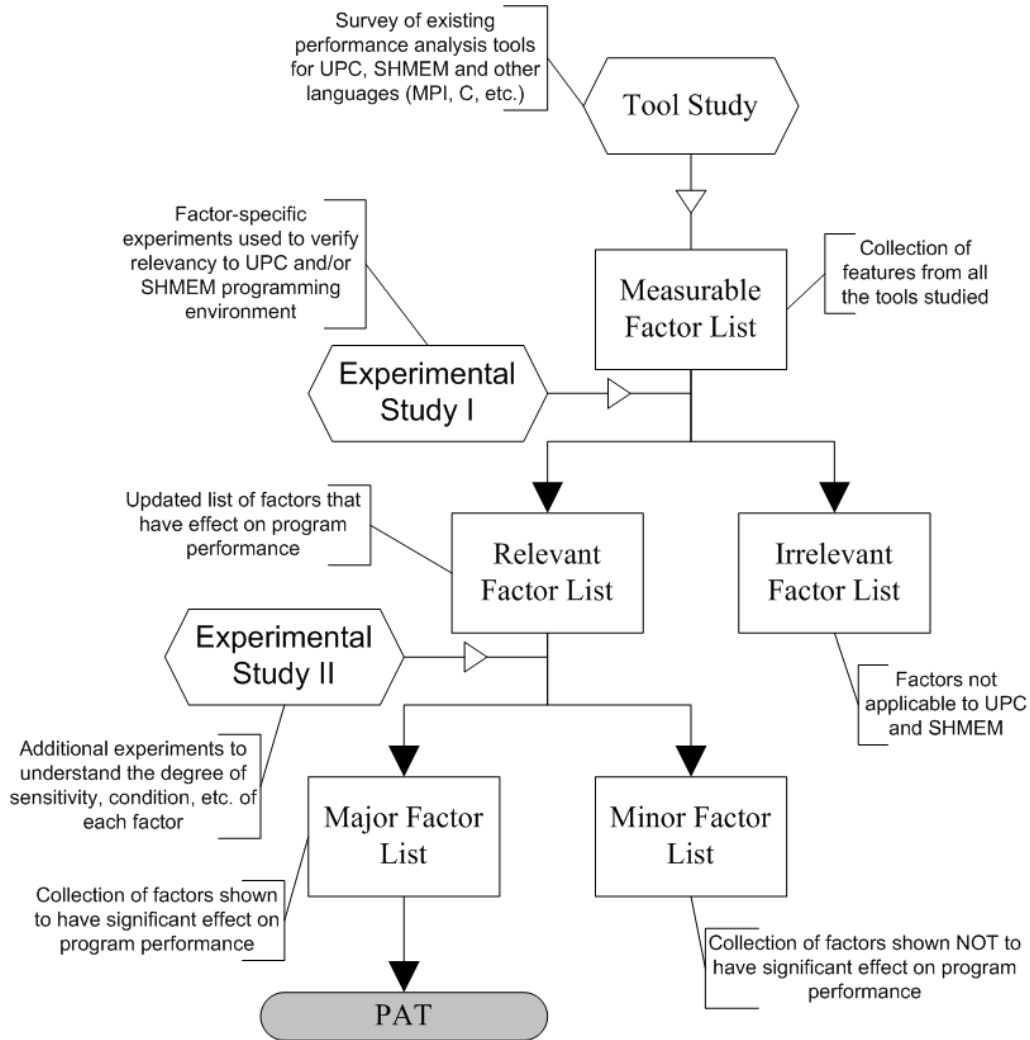 Survey of existing
performance analysis tools
for UPC, SHMEM and other
languages (MPI, C, etc.)
Tool Study
Factor-specific
experiments used to verify
relevancy to UPC and/or
SHMEM programming
environment
Measurable
Factor List
Collection of
features from all
the tools studied
Experimental
Study I
Updated list of factors that
have effect on program
performance
Relevant
Factor List
Irrelevant
Factor List
Experimental
Study II
Factors not
applicable to UPC
and SHMEM
Additional experiments to
understand the degree of
sensitivity, condition, etc. of
each factor
Major Factor
List
Minor Factor
List
Collection of factors shown
to have significant effect on
program performance
Collection of factors shown NOT to
have significant effect on program
performance
PAT